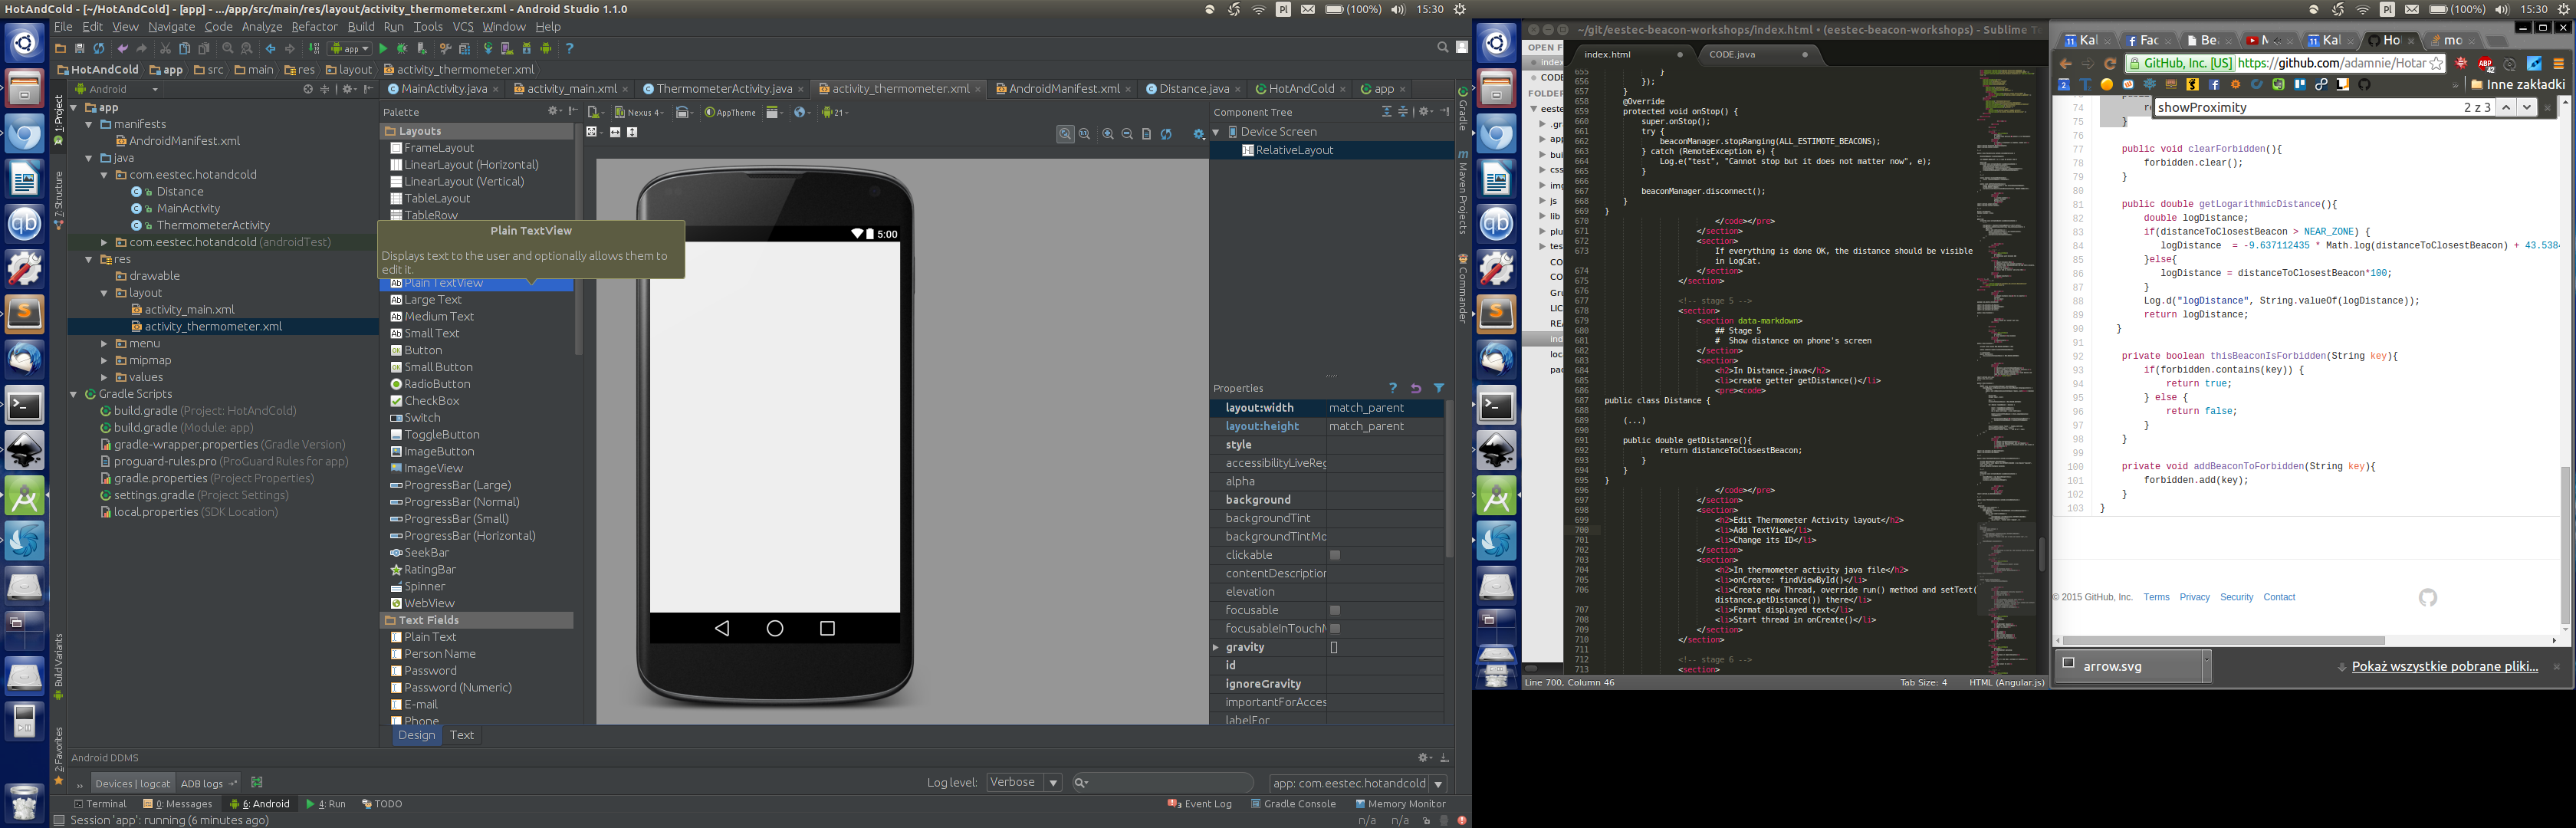 HotAndCold - [~/HotAndCold] - [app] - .../app/src/main/res/layout/activity_thermometer.xml - Android Studio 1.1.0
Pl (100%) 15:30
File Edit View Navigate Code Analyze Refactor Build Run Tools VCS Window Help
app
HotAndCold app src main res layout activity_thermometer.xml
Android
MainActivity.java activity_main.xml ThermometerActivity.java activity_thermometer.xml AndroidManifest.xml Distance.java HotAndCold app
1: Project
7: Structure
Build Variants
2: Favorites
app
manifests
AndroidManifest.xml
java
com.eestec.hotandcold
Distance
MainActivity
ThermometerActivity
com.eestec.hotandcold (androidTest)
res
drawable
layout
activity_main.xml
activity_thermometer.xml
menu
mipmap
values
Gradle Scripts
build.gradle (Project: HotAndCold)
build.gradle (Module: app)
gradle-wrapper.properties (Gradle Version)
proguard-rules.pro (ProGuard Rules for app)
gradle.properties (Project Properties)
settings.gradle (Project Settings)
local.properties (SDK Location)
Palette
Layouts
FrameLayout
LinearLayout (Horizontal)
LinearLayout (Vertical)
TableLayout
TableRow
Plain TextView
Displays text to the user and optionally allows them to
edit it.
Plain TextView
Large Text
Medium Text
Small Text
Button
Small Button
RadioButton
CheckBox
Switch
ToggleButton
ImageButton
ImageView
ProgressBar (Large)
ProgressBar (Normal)
ProgressBar (Small)
ProgressBar (Horizontal)
SeekBar
RatingBar
Spinner
WebView
Text Fields
Plain Text
Person Name
Password
Password (Numeric)
E-mail
Phone
Design Text
Nexus 4 AppTheme 21
5:00
Component Tree
Device Screen
RelativeLayout
Properties
layout:width match_parent
layout:height match_parent
style
accessibilityLiveReg
alpha
background
backgroundTint
backgroundTintMo
clickable
contentDescription
elevation
focusable
focusableInTouchM
gravity []
id
ignoreGravity
importantForAcces
labelFor
Gradle
Maven Projects
Commander
Android DDMS
Devices | logcat ADB logs
Log level: Verbose
app: com.eestec.hotandcold
Terminal 0: Messages 6: Android 4: Run TODO
Event Log Gradle Console Memory Monitor
Session 'app': running (6 minutes ago)
n/a n/a
Pl (100%) 15:30
~/git/eestec-beacon-workshops/index.html • (eestec-beacon-workshops) - Sublime T
index.html CODE.java
OPEN F
FOLDER
655 }
656 });
657 }
658 @Override
659 protected void onStop() {
660 super.onStop();
661 try {
662 beaconManager.stopRanging(ALL_ESTIMOTE_BEACONS);
663 } catch (RemoteException e) {
664 Log.e("test", "Cannot stop but it does not matter now", e);
665 }
666
667 beaconManager.disconnect();
668 }
669 }
670 </code></pre>
671 </section>
672 <section>
673 If everything is done OK, the distance should be visible
in LogCat.
674 </section>
675 </section>
676
677 <!-- stage 5 -->
678 <section>
679 <section data-markdown>
680 ## Stage 5
681 # Show distance on phone's screen
682 </section>
683 <section>
684 <h2>In Distance.java</h2>
685 <li>create getter getDistance()</li>
686 <pre><code>
687 public class Distance {
688
689 (...)
690
691 public double getDistance(){
692 return distanceToClosestBeacon;
693 }
694 }
695 }
696 </code></pre>
697 </section>
698 <section>
699 <h2>Edit Thermometer Activity layout</h2>
700 <li>Add TextView</li>
701 <li>Change its ID</li>
702 </section>
703 <section>
704 <h2>In thermometer activity java file</h2>
705 <li>onCreate: findViewById()</li>
706 <li>Create new Thread, override run() method and setText(
distance.getDistance()) there</li>
707 <li>Format displayed text</li>
708 <li>Start thread in onCreate()</li>
709 </section>
710 </section>
711
712 <!-- stage 6 -->
713 <section>
Line 700, Column 46 Tab Size: 4 HTML (Angular.js)
Pl (100%) 15:30
Kal Fac Be Kal Ho mo
GitHub, Inc. [US] https://github.com/adamnie/Hotan
Inne zakładki
showProximity 2 z 3
74
75 }
76
77 public void clearForbidden(){
78 forbidden.clear();
79 }
80
81 public double getLogarithmicDistance(){
82 double logDistance;
83 if(distanceToClosestBeacon > NEAR_ZONE) {
84 logDistance = -9.637112435 * Math.log(distanceToClosestBeacon) + 43.5384
85 }else{
86 logDistance = distanceToClosestBeacon*100;
87 }
88 Log.d("logDistance", String.valueOf(logDistance));
89 return logDistance;
90 }
91
92 private boolean thisBeaconIsForbidden(String key){
93 if(forbidden.contains(key)) {
94 return true;
95 } else {
96 return false;
97 }
98 }
99
100 private void addBeaconToForbidden(String key){
101 forbidden.add(key);
102 }
103 }
© 2015 GitHub, Inc. Terms Privacy Security Contact
arrow.svg
Pokaż wszystkie pobrane pliki...